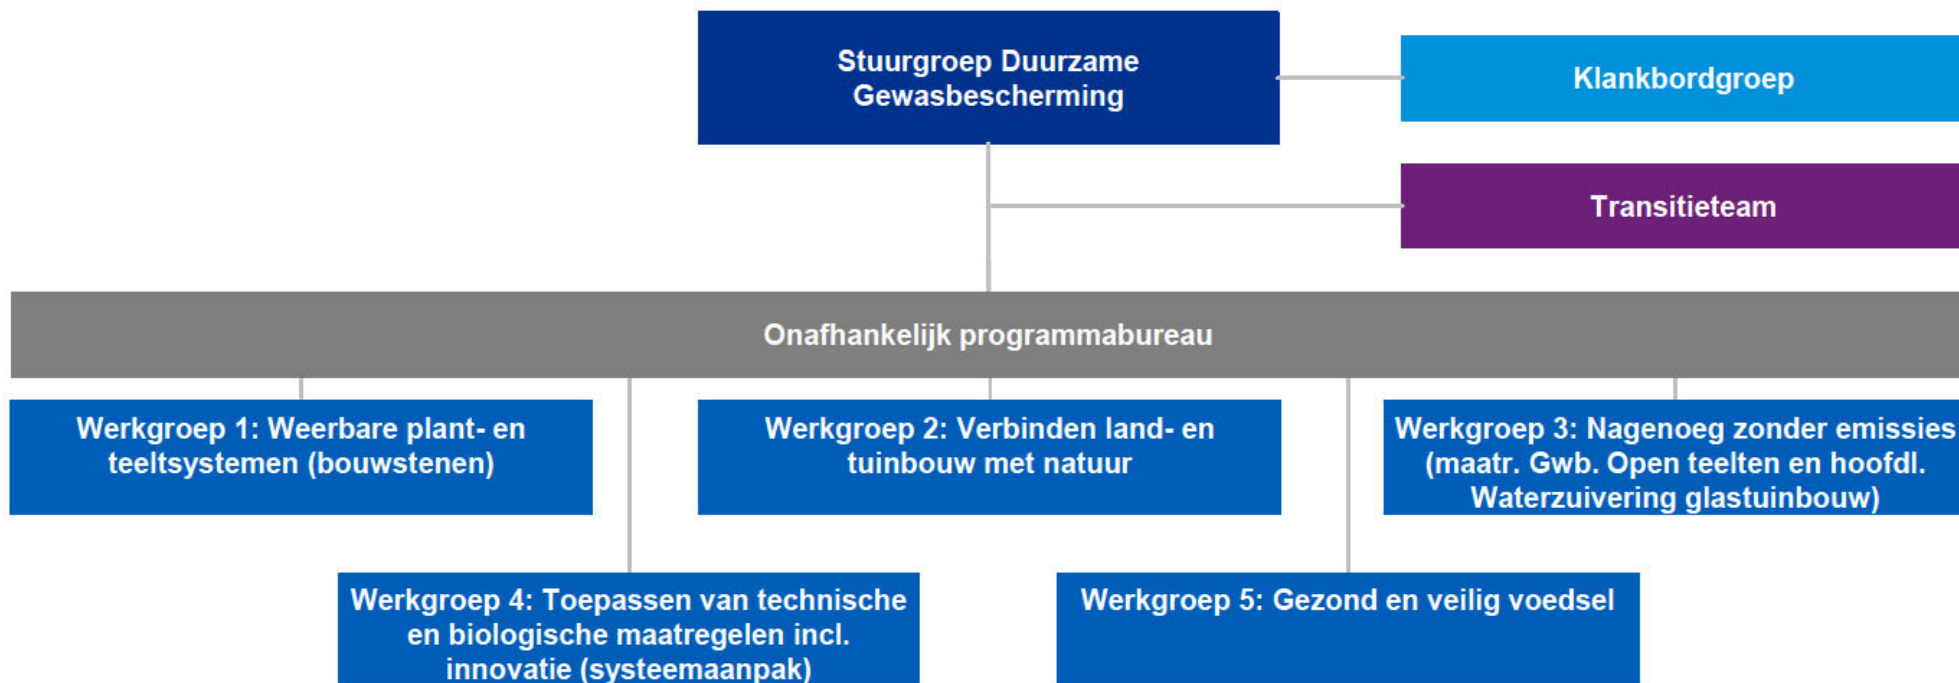 Stuurgroep Duurzame
Gewasbescherming
Klankbordgroep
Transitieteam
Onafhankelijk programmabureau
Werkgroep 1: Weerbare plant- en
teeltsystemen (bouwstenen)
Werkgroep 2: Verbinden land- en
tuinbouw met natuur
Werkgroep 3: Nagenoeg zonder emissies
(maatr. Gwb. Open teelten en hoofdl.
Waterzuivering glastuinbouw)
Werkgroep 4: Toepassen van technische
en biologische maatregelen incl.
innovatie (systeemaanpak)
Werkgroep 5: Gezond en veilig voedsel